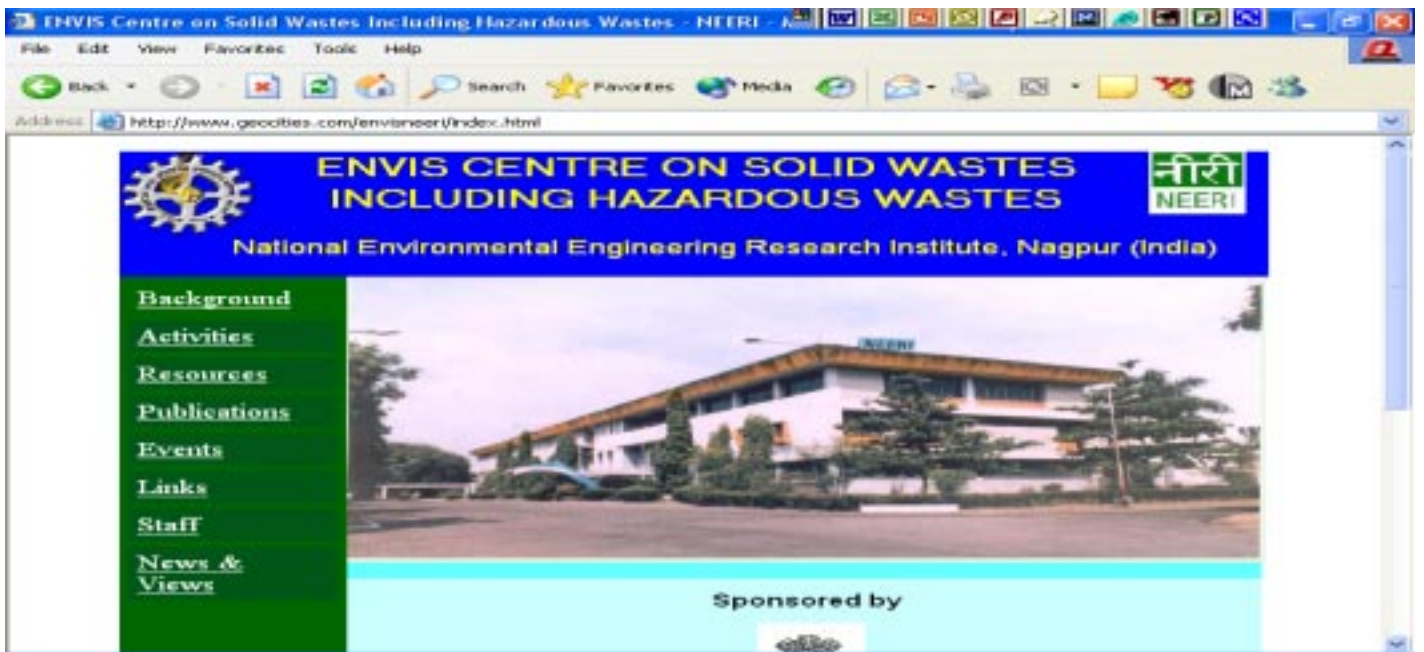 ENVIS Centre on Solid Wastes Including Hazardous Wastes - NEERI -
File Edit View Favorites Tools Help
Back Search Favorites Media
Address http://www.geocities.com/envisneeri/index.html
ENVIS CENTRE ON SOLID WASTES
INCLUDING HAZARDOUS WASTES
नीरी
NEERI
National Environmental Engineering Research Institute, Nagpur (India)
Background
Activities
Resources
Publications
Events
Links
Staff
News &
Views
NEERI
Sponsored by